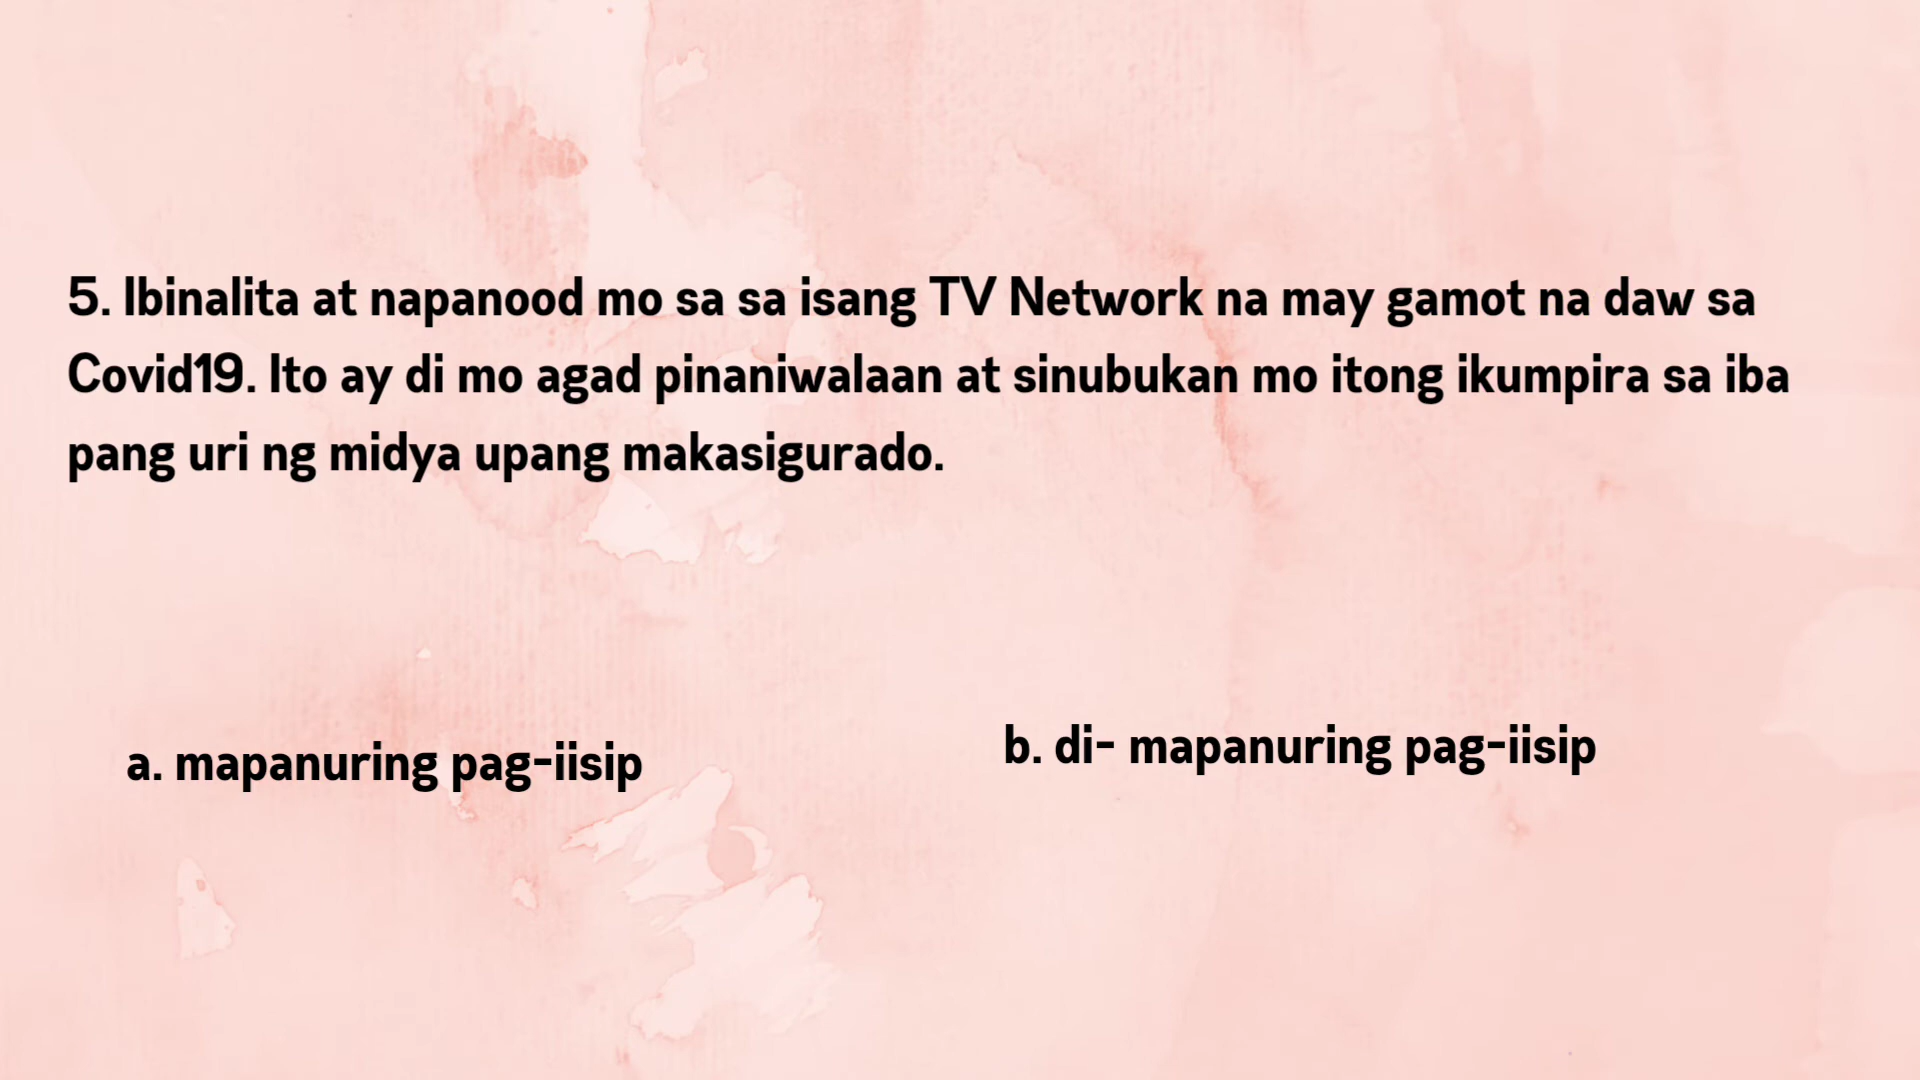 5. Ibinalita at napanood mo sa sa isang TV Network na may gamot na daw sa
Covid19. Ito ay di mo agad pinaniwalaan at sinubukan mo itong ikumpira sa iba
pang uri ng midya upang makasigurado.
a. mapanuring pag-iisip
b. di- mapanuring pag-iisip